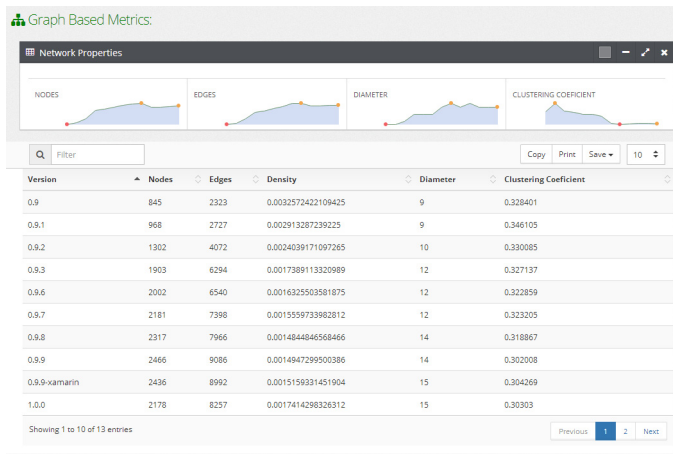 Graph Based Metrics:
Network Properties
NODES EDGES DIAMETER CLUSTERING COEFICIENT
Filter Copy Print Save 10
Version Nodes Edges Density Diameter Clustering Coeficient
0.9 845 2323 0.0032572422109425 9 0.328401
0.9.1 968 2727 0.002913287239225 9 0.346105
0.9.2 1302 4072 0.0024039171097265 10 0.330085
0.9.3 1903 6294 0.0017389113320989 12 0.327137
0.9.6 2002 6540 0.0016325503581875 12 0.322859
0.9.7 2181 7398 0.0015559733982812 12 0.323205
0.9.8 2317 7966 0.0014844846568466 14 0.318867
0.9.9 2466 9086 0.0014947299500386 14 0.302008
0.9.9-xamarin 2436 8992 0.0015159331451904 15 0.304269
1.0.0 2178 8257 0.0017414298326312 15 0.30303
Showing 1 to 10 of 13 entries Previous 1 2 Next